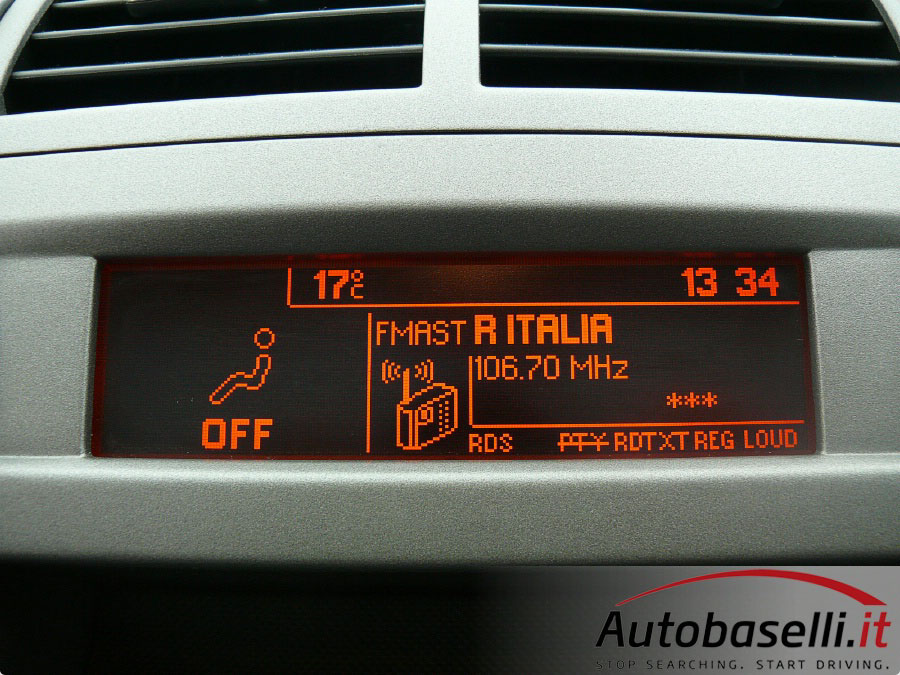 17°C 13 34
FMAST R ITALIA
106.70 MHz
***
OFF
RDS PTY RDTXT REG LOUD
Autobaselli.it
STOP SEARCHING. START DRIVING.